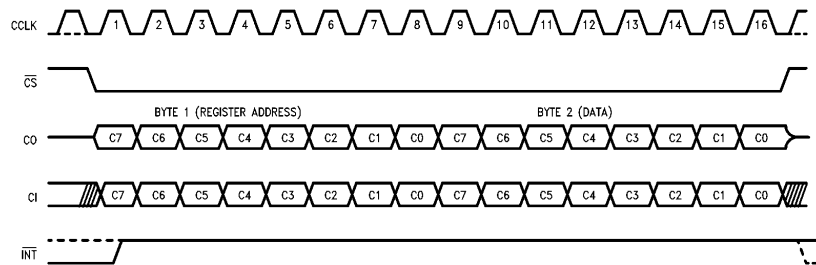 CCLK 1 2 3 4 5 6 7 8 9 10 11 12 13 14 15 16
CS
BYTE 1 (REGISTER ADDRESS) BYTE 2 (DATA)
CO C7 C6 C5 C4 C3 C2 C1 C0 C7 C6 C5 C4 C3 C2 C1 C0
CI C7 C6 C5 C4 C3 C2 C1 C0 C7 C6 C5 C4 C3 C2 C1 C0
INT